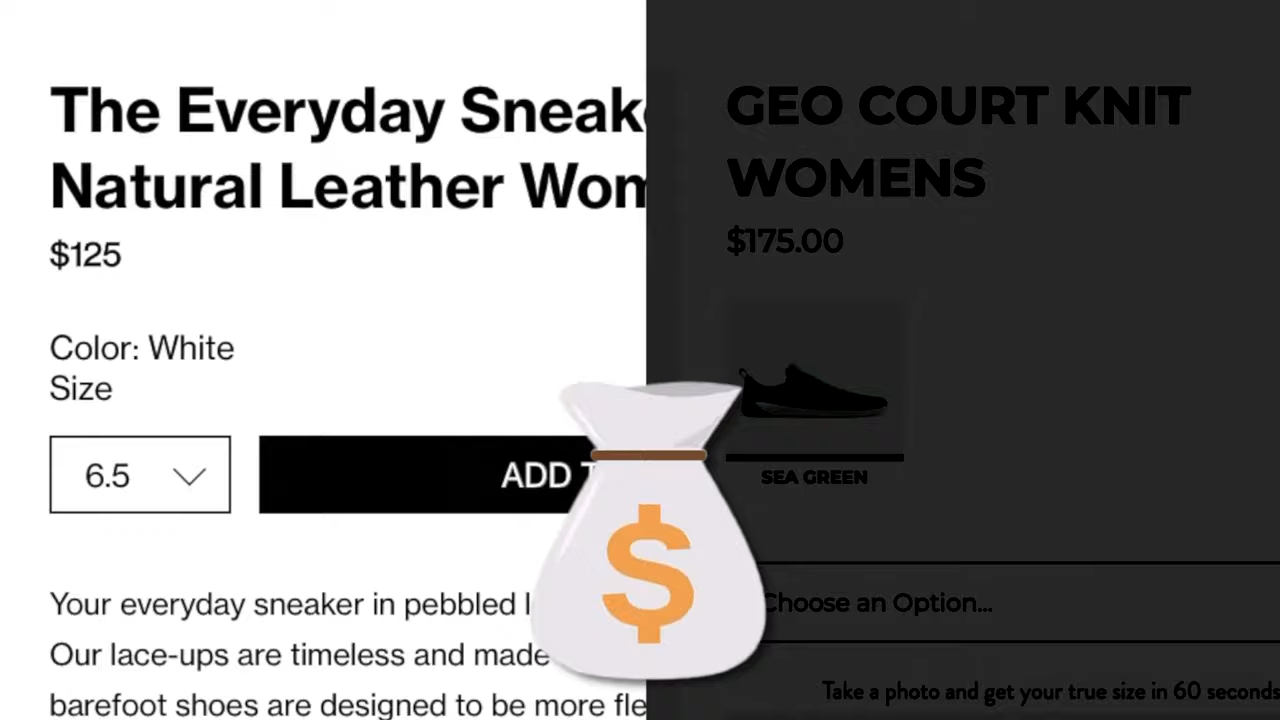 The Everyday Sneak
Natural Leather Wom
$125
Color: White
Size
6.5
ADD T
Your everyday sneaker in pebbled l
Our lace-ups are timeless and made
barefoot shoes are designed to be more fle
$
GEO COURT KNIT
WOMENS
$175.00
SEA GREEN
Choose an Option...
Take a photo and get your true size in 60 seconds